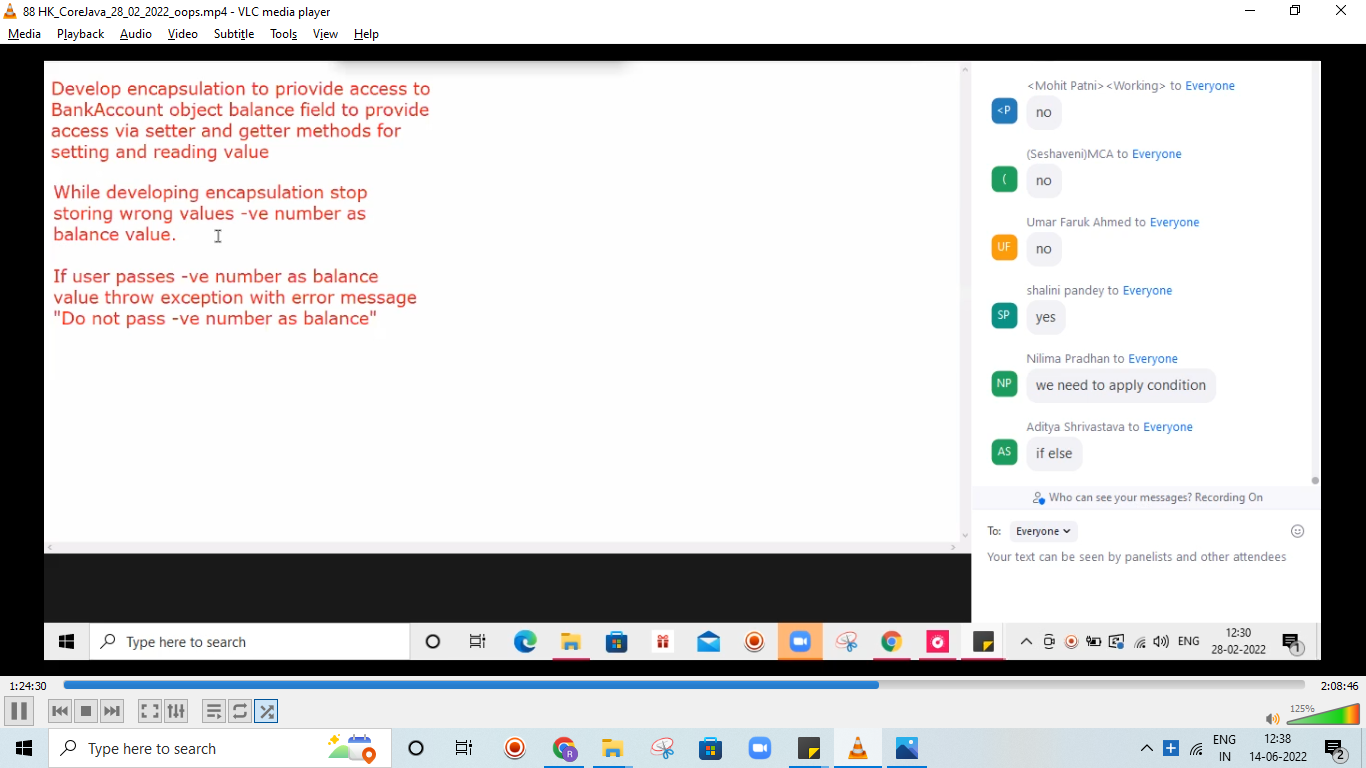 88 HK_CoreJava_28_02_2022_oops.mp4 - VLC media player
Media Playback Audio Video Subtitle Tools View Help
Develop encapsulation to priovide access to
BankAccount object balance field to provide
access via setter and getter methods for
setting and reading value
While developing encapsulation stop
storing wrong values -ve number as
balance value.
If user passes -ve number as balance
value throw exception with error message
"Do not pass -ve number as balance"
<Mohit Patni><Working> to Everyone
<P
no
(Seshaveni)MCA to Everyone
(
no
Umar Faruk Ahmed to Everyone
UF
no
shalini pandey to Everyone
SP
yes
Nilima Pradhan to Everyone
NP
we need to apply condition
Aditya Shrivastava to Everyone
AS
if else
Who can see your messages? Recording On
To: Everyone
Your text can be seen by panelists and other attendees
Type here to search
ENG
12:30
28-02-2022
1
1:24:30
2:08:46
125%
Type here to search
R
ENG
IN
12:38
14-06-2022
2